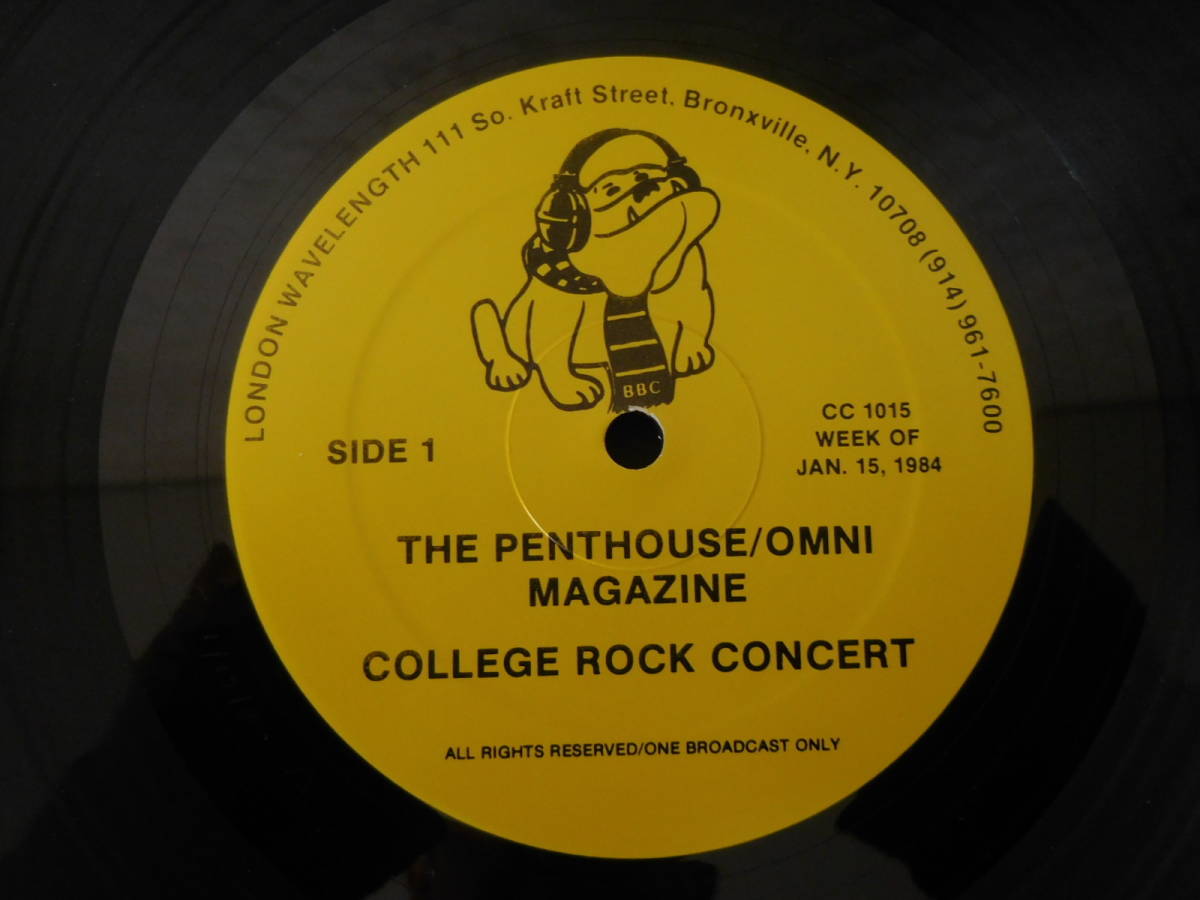 LONDON WAVELENGTH 111 So. Kraft Street, Bronxville, N.Y. 10708 (914) 961-7600
BBC
SIDE 1
CC 1015
WEEK OF
JAN. 15, 1984
THE PENTHOUSE/OMNI
MAGAZINE
COLLEGE ROCK CONCERT
ALL RIGHTS RESERVED/ONE BROADCAST ONLY